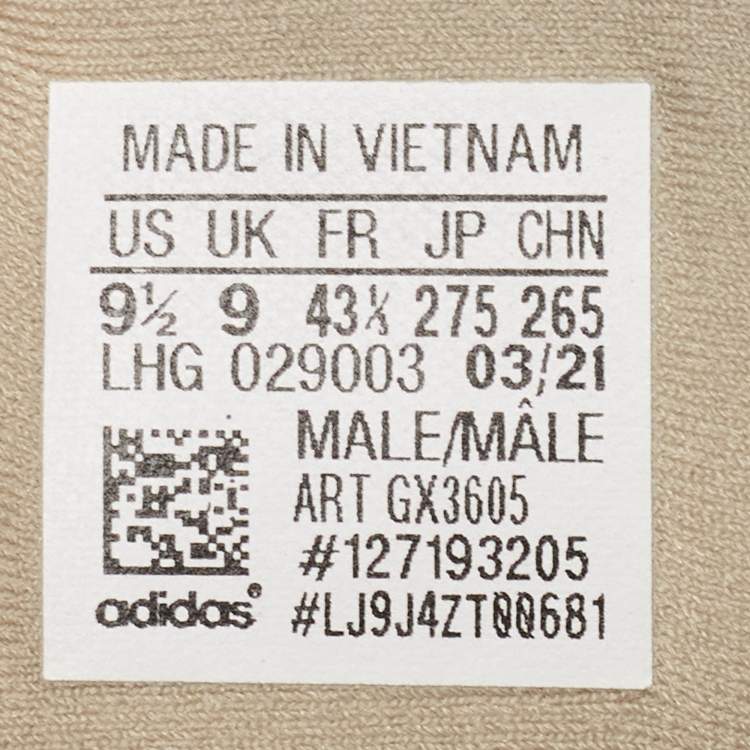 MADE IN VIETNAM
US UK FR JP CHN
9½ 9 43⅓ 275 265
LHG 029003 03/21
MALE/MÂLE
ART GX3605
#127193205
adidas® #LJ9J4ZT00681